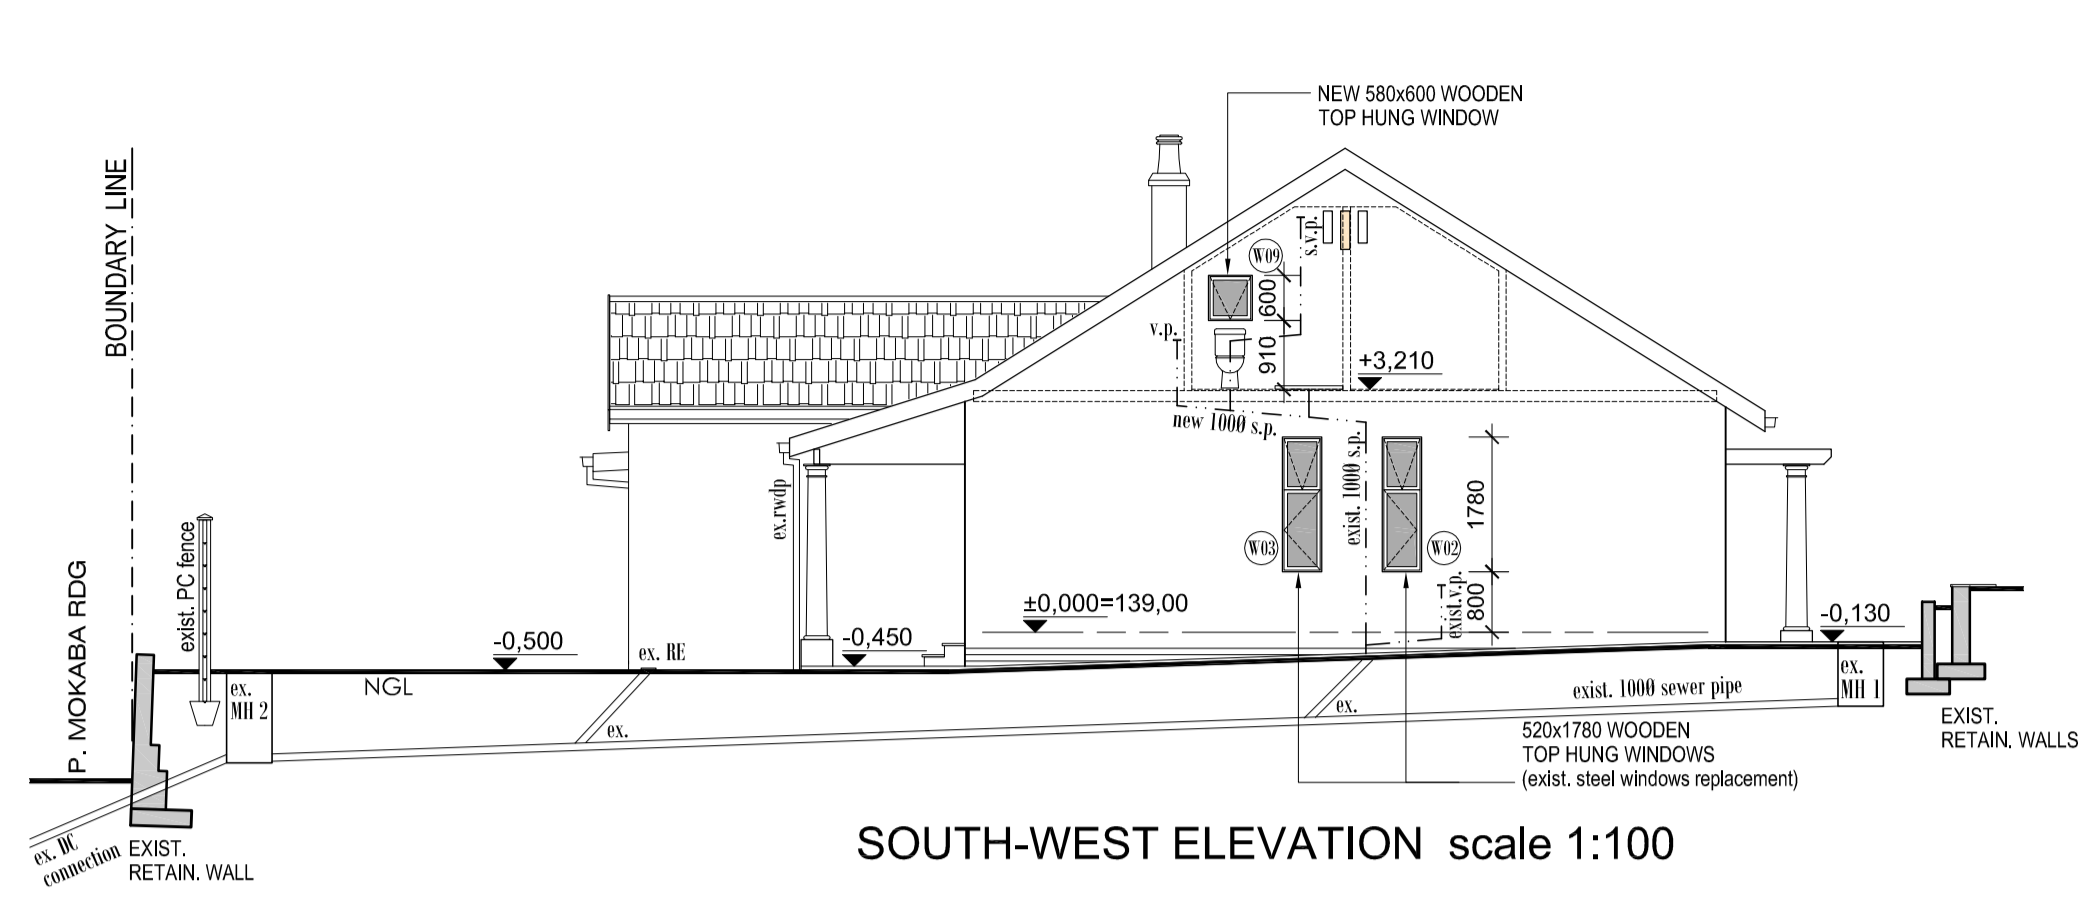 NEW 580x600 WOODEN
TOP HUNG WINDOW
BOUNDARY LINE
W09
s.v.p.
600
v.p.
910
+3,210
new 1000 s.p.
exist. 1000 s.p.
ex.rwdp
1780
exist. PC fence
W03
W02
P. MOKABA RDG
±0,000=139,00
exist.v.p.
800
-0,500
-0,450
-0,130
ex. RE
ex.
MH 2
NGL
ex.
MH 1
exist. 1000 sewer pipe
ex.
ex.
EXIST.
RETAIN. WALLS
520x1780 WOODEN
TOP HUNG WINDOWS
(exist. steel windows replacement)
ex. DC
connection
EXIST.
RETAIN. WALL
SOUTH-WEST ELEVATION scale 1:100